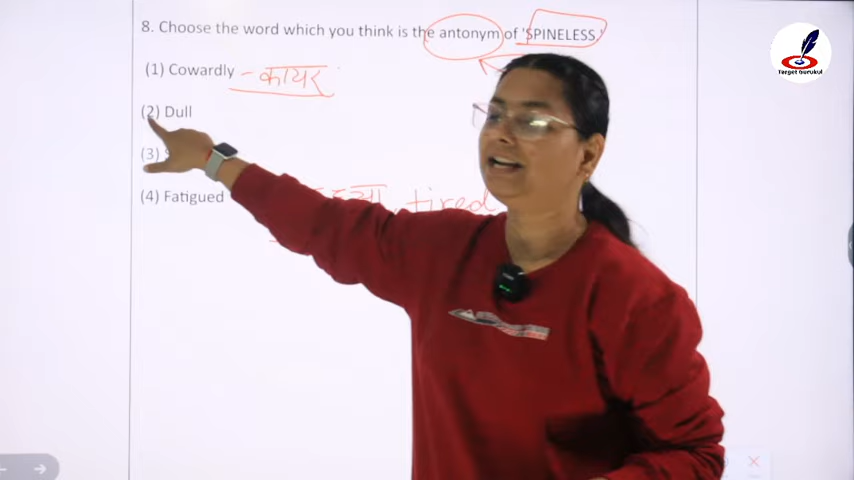 8. Choose the word which you think is the antonym of 'SPINELESS.'
(1) Cowardly - कायर
(2) Dull
(3)
(4) Fatigued tired
Target Gurukul